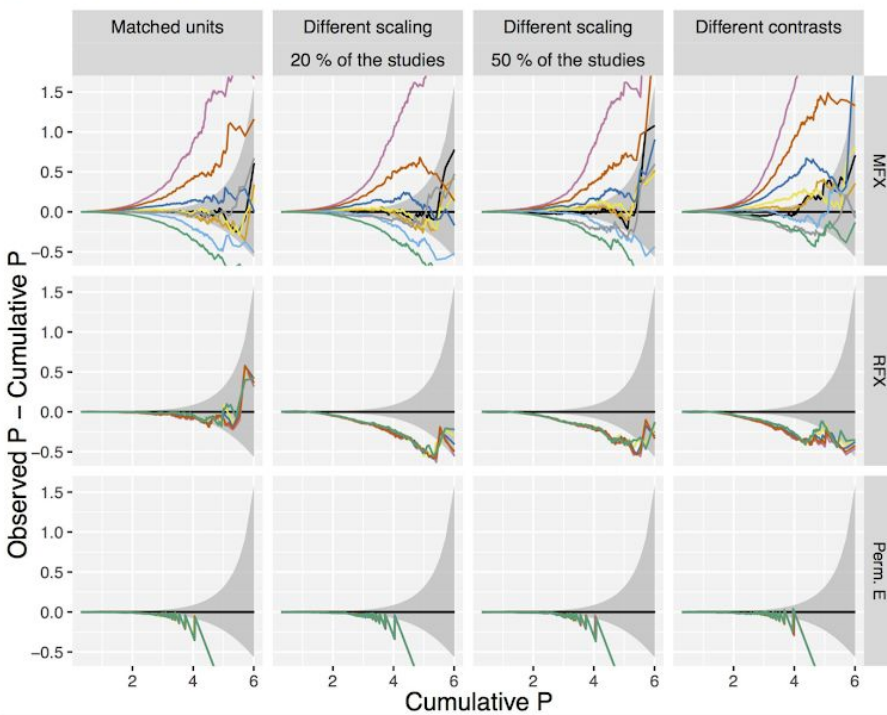 Matched units
Different scaling
20 % of the studies
Different scaling
50 % of the studies
Different contrasts
Observed P − Cumulative P
1.5
1.0
0.5
0.0
−0.5
MFX
1.5
1.0
0.5
0.0
−0.5
RFX
1.5
1.0
0.5
0.0
−0.5
Perm. E
2 4 6 2 4 6 2 4 6 2 4 6
Cumulative P